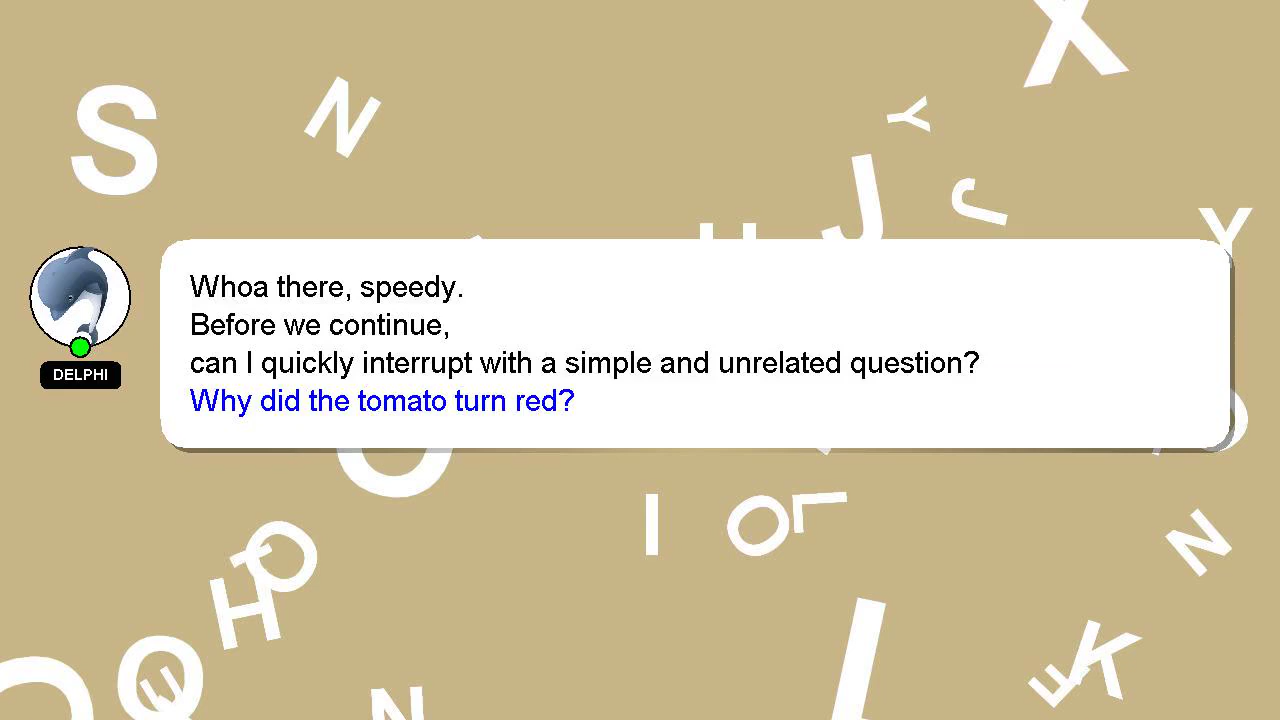 Whoa there, speedy.
Before we continue,
can I quickly interrupt with a simple and unrelated question?
Why did the tomato turn red?
DELPHI
S
N
X
Y
J
J
Y
I
O
L
N
O
H
O
N
K
E